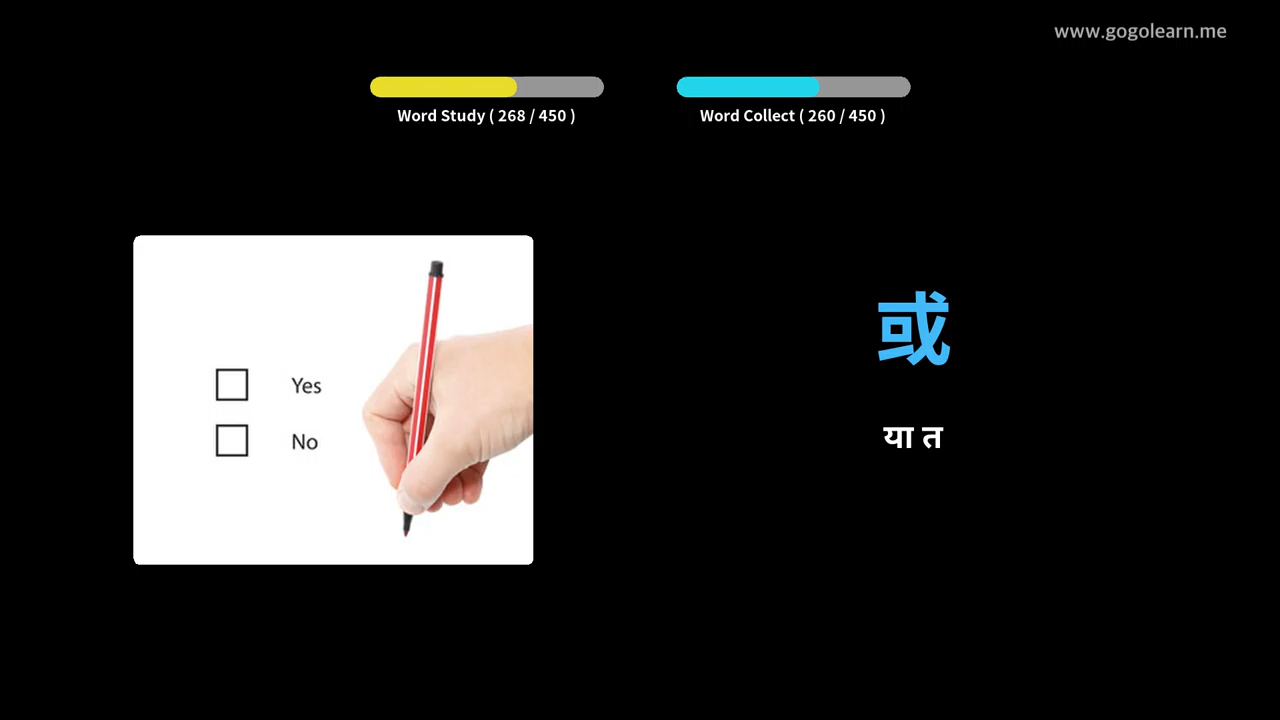 www.gogolearn.me
Word Study ( 268 / 450 )
Word Collect ( 260 / 450 )
Yes
No
或
या त